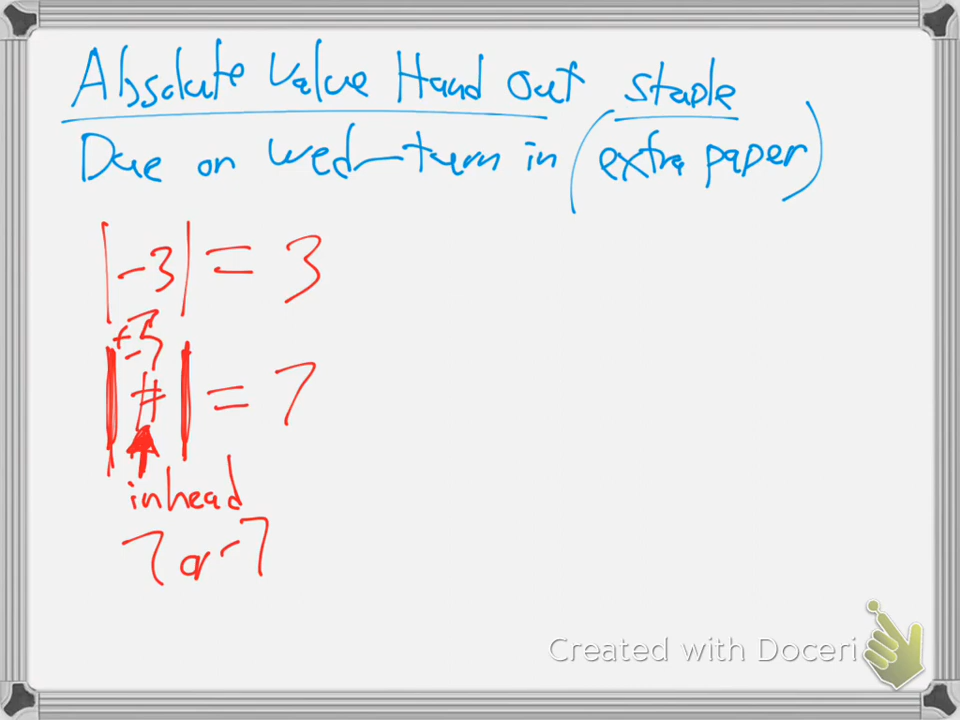 Absolute Value Hand Out staple
Due on wed—turn in (extra paper)
|-3| = 3
+7
-7
|#| = 7
in head
7 or -7
Created with Doceri